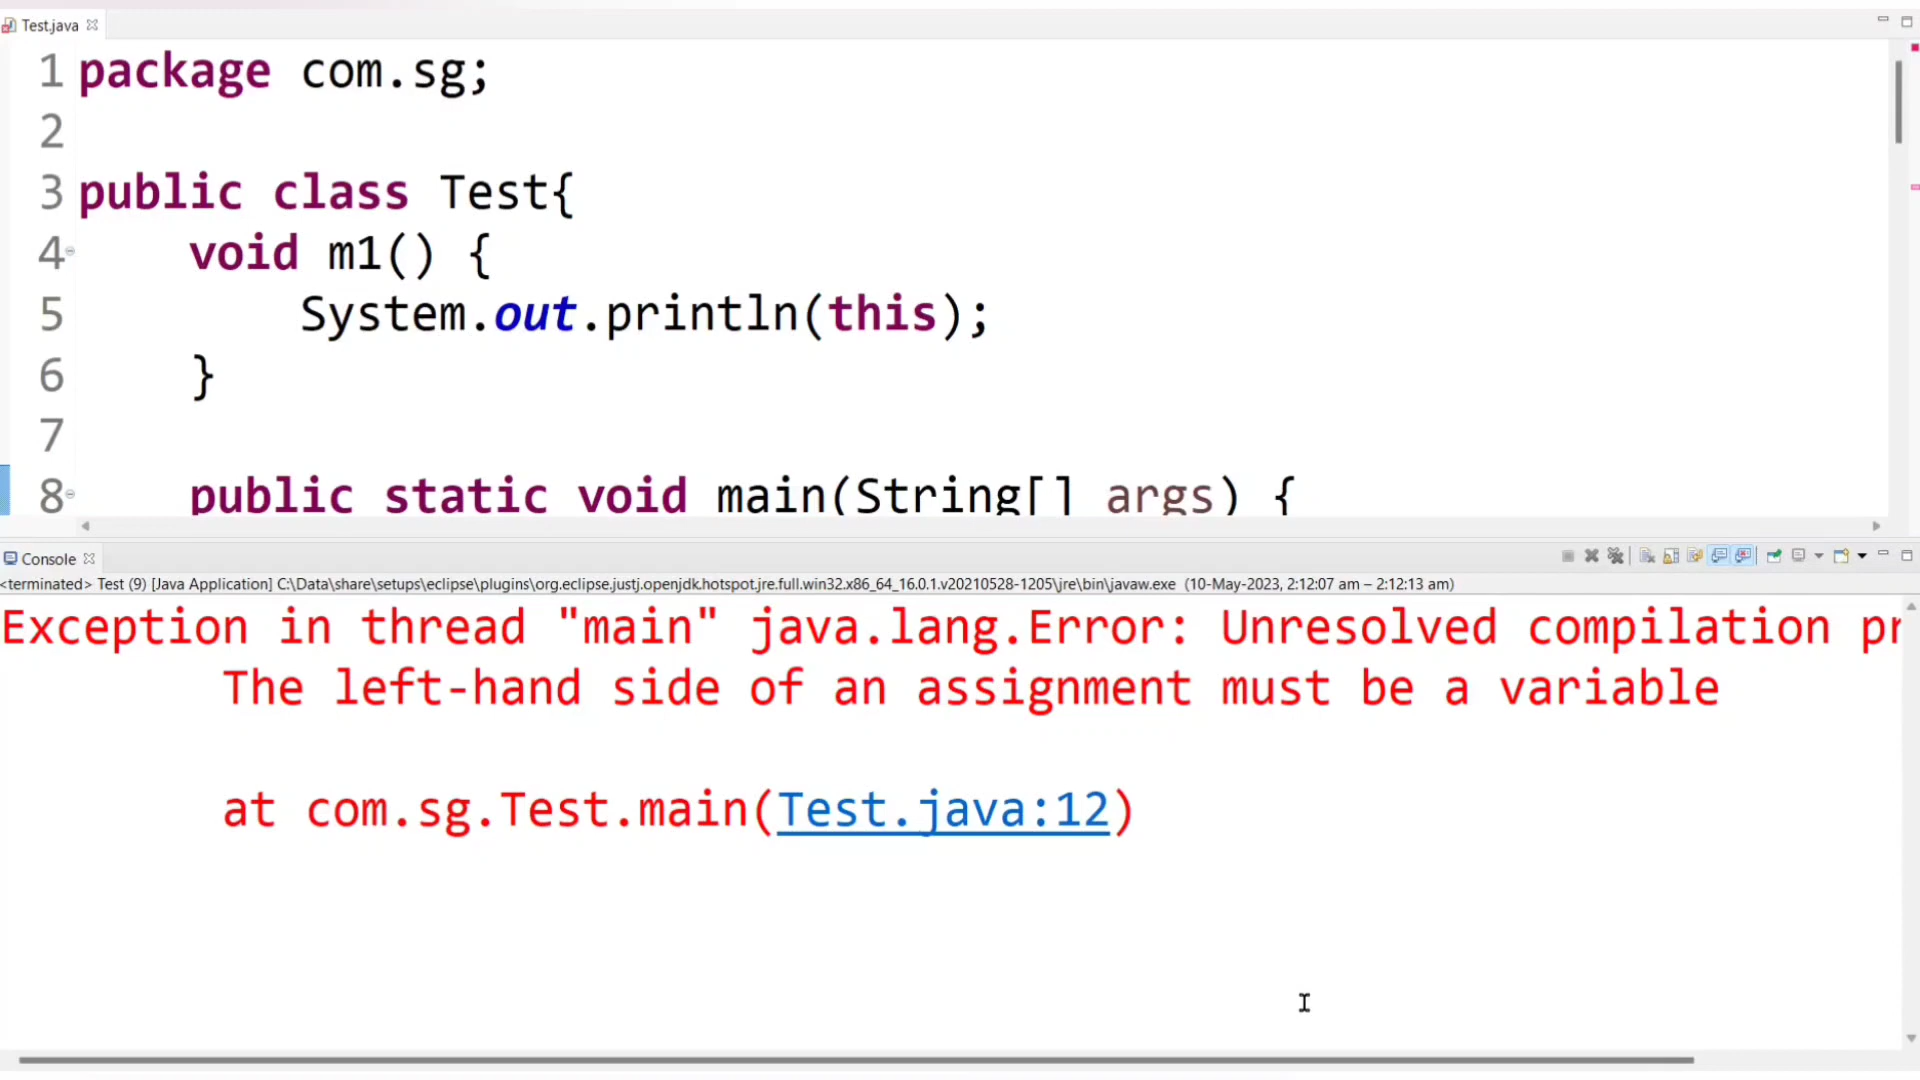 Test.java
1 package com.sg;
2
3 public class Test{
4 void m1() {
5 System.out.println(this);
6 }
7
8 public static void main(String[] args) {
Console
<terminated> Test (9) [Java Application] C:\Data\share\setups\eclipse\plugins\org.eclipse.justj.openjdk.hotspot.jre.full.win32.x86_64_16.0.1.v20210528-1205\jre\bin\javaw.exe (10-May-2023, 2:12:07 am – 2:12:13 am)
Exception in thread "main" java.lang.Error: Unresolved compilation pr
The left-hand side of an assignment must be a variable
at com.sg.Test.main(Test.java:12)